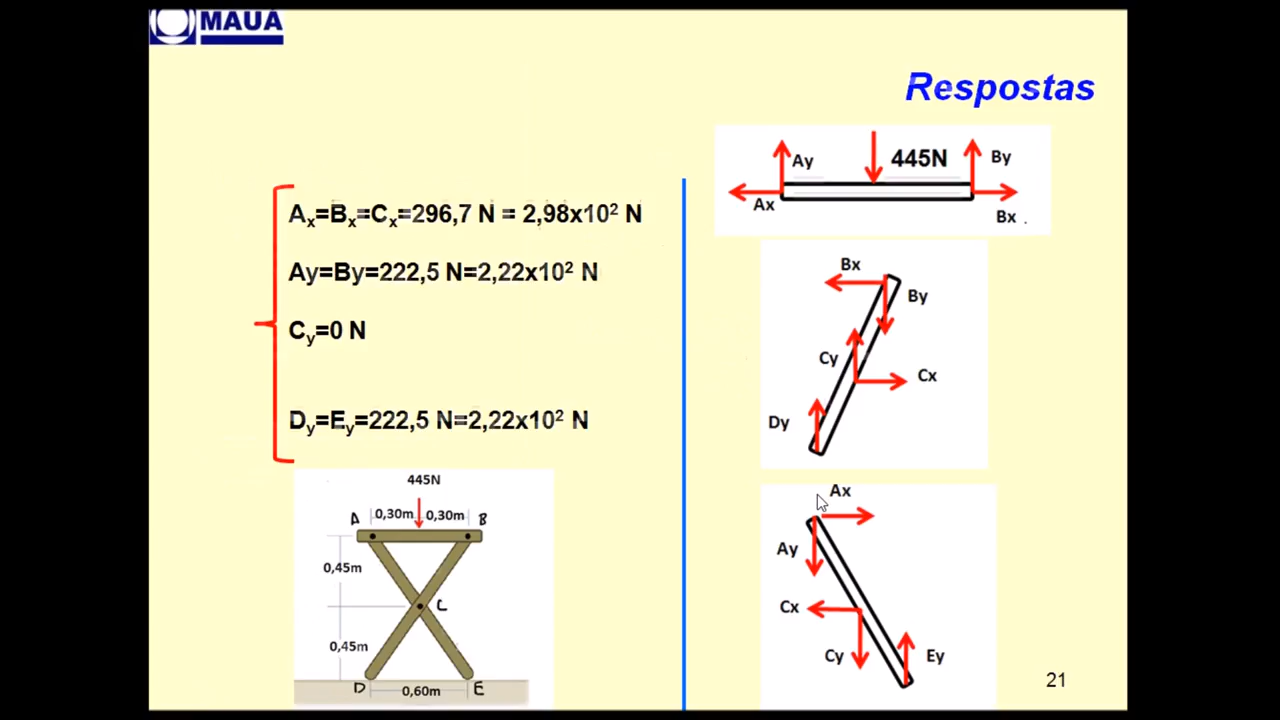 MAUÁ
Respostas
Ax=Bx=Cx=296,7 N = 2,98x10² N
Ay=By=222,5 N=2,22x10² N
Cy=0 N
Dy=Ey=222,5 N=2,22x10² N
445N
A 0,30m 0,30m B
0,45m
C
0,45m
D 0,60m E
Ay 445N By
Ax Bx .
Bx
By
Cy Cx
Dy
Ax
Ay
Cx
Cy Ey
21